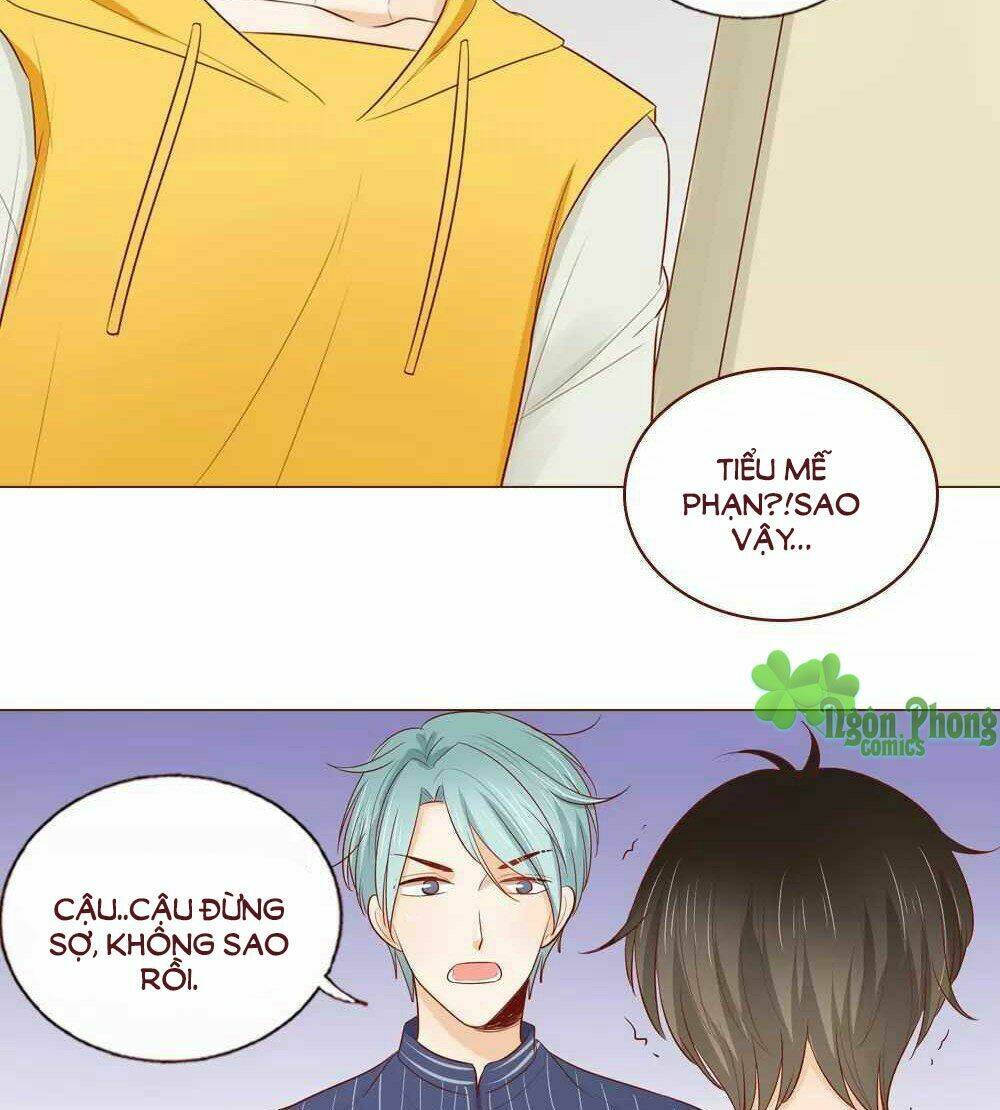 TIỂU MỄ
PHẠN?!SAO
VẬY...
Ngôn Phong
comics
CẬU..CẬU ĐỪNG
SỢ, KHÔNG SAO
RỒI.